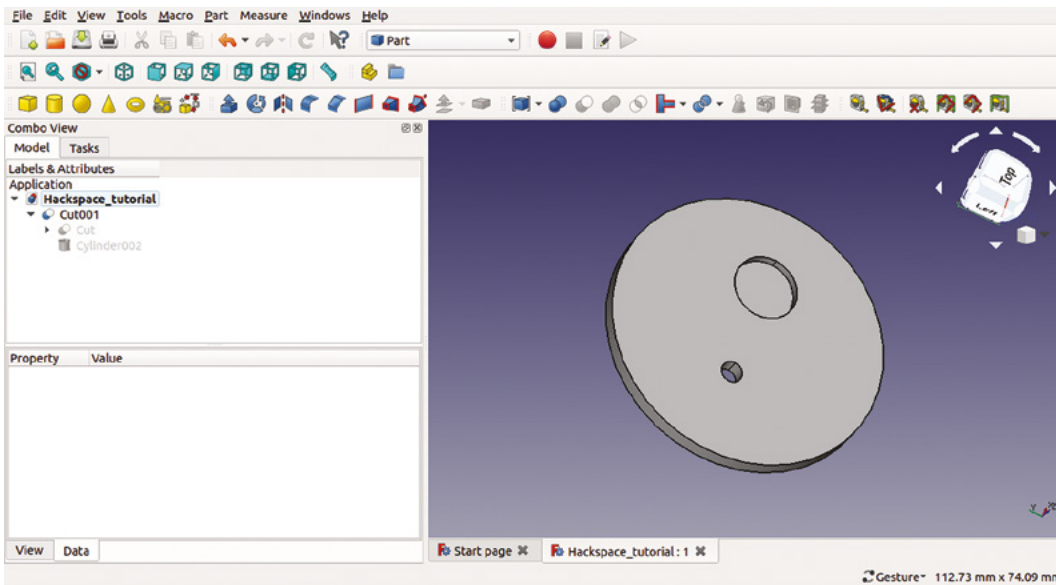 File Edit View Tools Macro Part Measure Windows Help
Part
Combo View
Model Tasks
Labels & Attributes
Application
Hackspace_tutorial
Cut001
Cut
Cylinder002
Property Value
View Data
Top
Left
Y
Start page
Hackspace_tutorial : 1
Gesture 112.73 mm x 74.09 mm